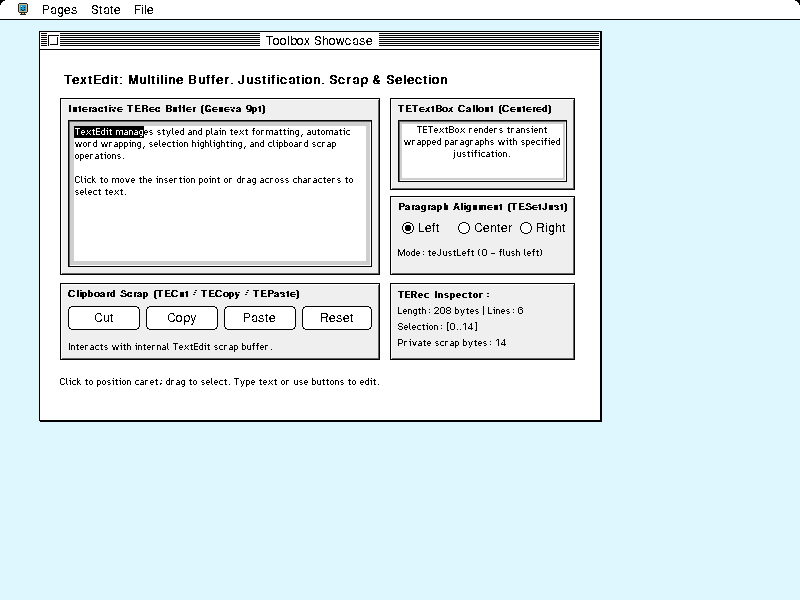 Pages State File
Toolbox Showcase
TextEdit: Multiline Buffer, Justification, Scrap & Selection
Interactive TERec Buffer (Geneva 9pt)
TextEdit manages styled and plain text formatting, automatic
word wrapping, selection highlighting, and clipboard scrap
operations.
Click to move the insertion point or drag across characters to
select text.
TETextBox Callout (Centered)
TETextBox renders transient
wrapped paragraphs with specified
justification.
Paragraph Alignment (TESetJust)
Left Center Right
Mode: teJustLeft (0 - flush left)
Clipboard Scrap (TECut / TECopy / TEPaste)
Cut Copy Paste Reset
Interacts with internal TextEdit scrap buffer.
TERec Inspector:
Length: 208 bytes | Lines: 6
Selection: [0..14]
Private scrap bytes: 14
Click to position caret; drag to select. Type text or use buttons to edit.